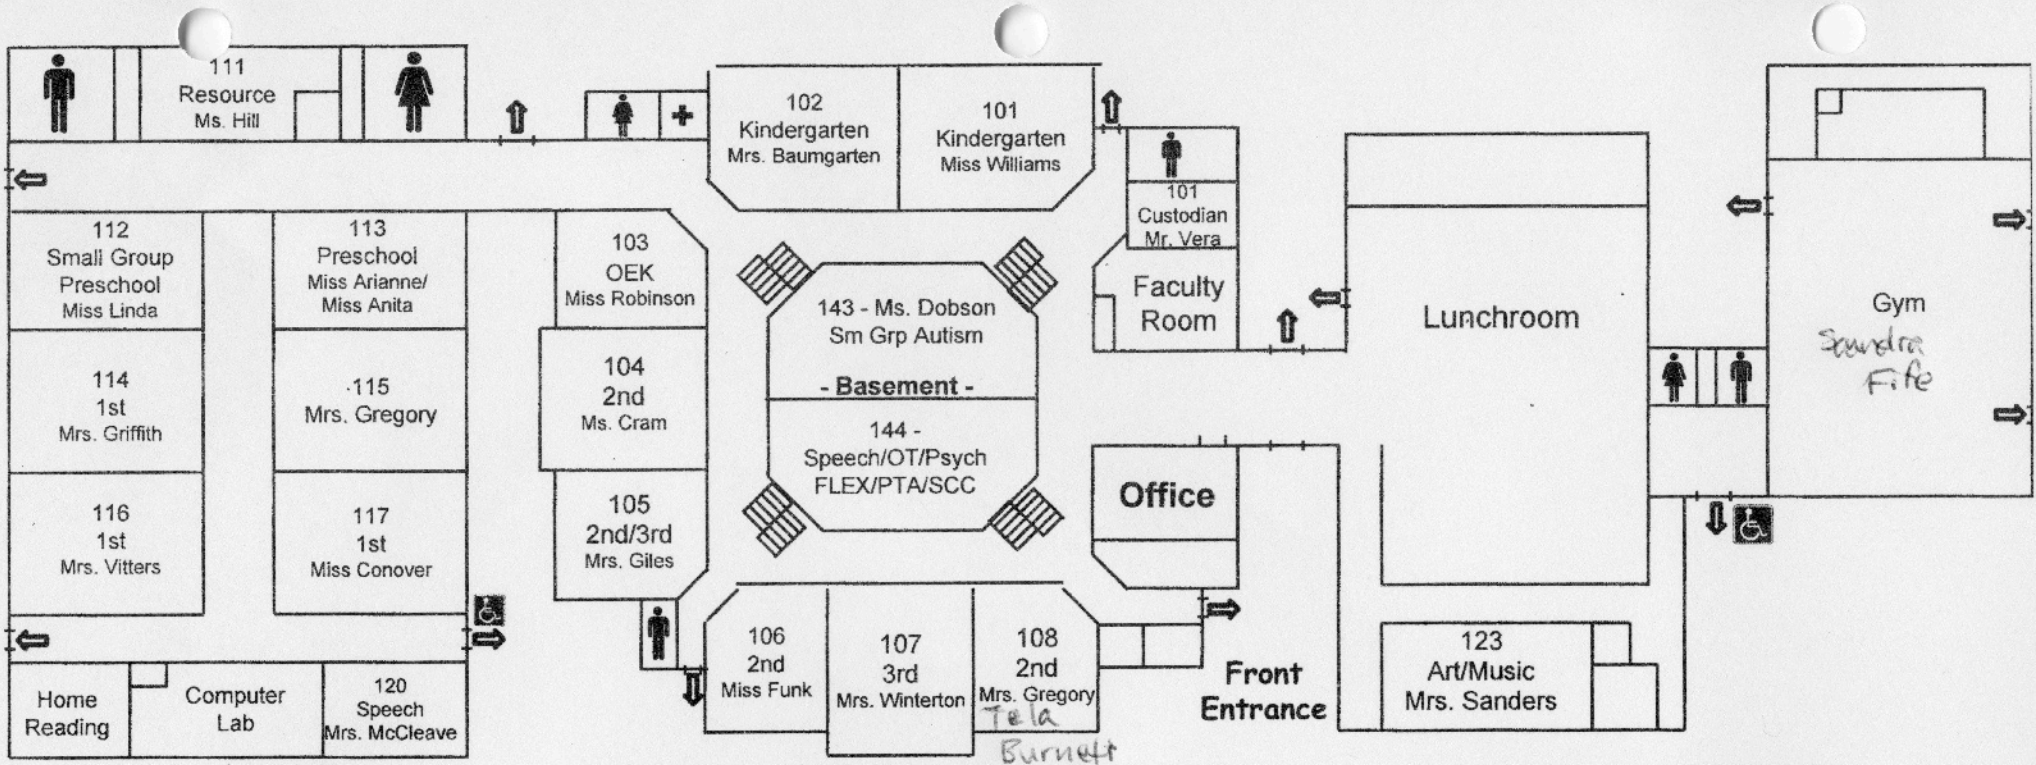 111
Resource
Ms. Hill
102
Kindergarten
Mrs. Baumgarten
101
Kindergarten
Miss Williams
101
Custodian
Mr. Vera
Faculty
Room
112
Small Group
Preschool
Miss Linda
113
Preschool
Miss Arianne/
Miss Anita
103
OEK
Miss Robinson
143 - Ms. Dobson
Sm Grp Autism
- Basement -
144 -
Speech/OT/Psych
FLEX/PTA/SCC
Lunchroom
Gym
Saundra
Fife
114
1st
Mrs. Griffith
115
Mrs. Gregory
104
2nd
Ms. Cram
116
1st
Mrs. Vitters
117
1st
Miss Conover
105
2nd/3rd
Mrs. Giles
Office
Home
Reading
Computer
Lab
120
Speech
Mrs. McCleave
106
2nd
Miss Funk
107
3rd
Mrs. Winterton
108
2nd
Mrs. Gregory
Tela
Burnett
Front
Entrance
123
Art/Music
Mrs. Sanders